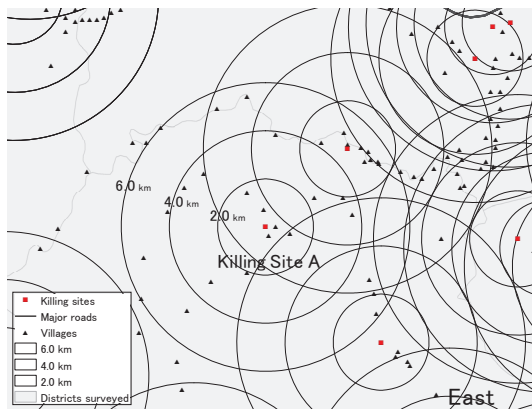 6.0 km
4.0 km
2.0 km
Killing Site A
Killing sites
Major roads
Villages
6.0 km
4.0 km
2.0 km
Districts surveyed
East